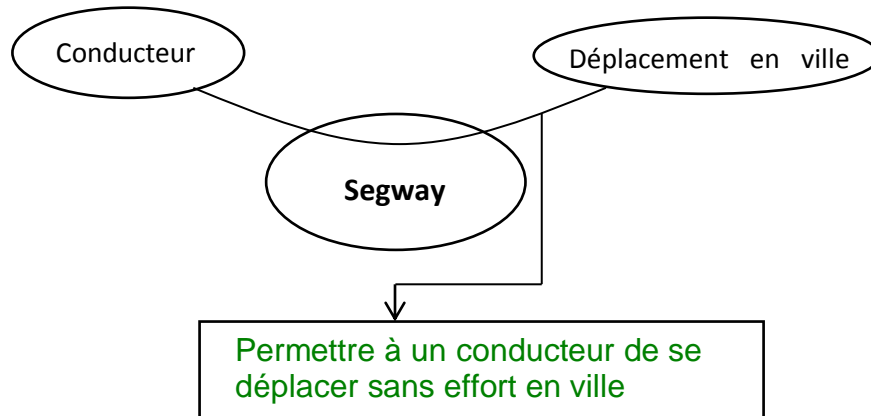 Conducteur
Déplacement en ville
Segway
Permettre à un conducteur de se
déplacer sans effort en ville